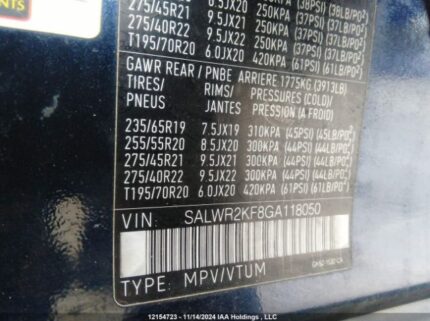 ENTS
275/45R21 9.5JX21 250KPA (37PSI) (37LB/PO²)
275/40R22 9.5JX22 250KPA (37PSI) (37LB/PO²)
T195/70R20 6.0JX20 420KPA (61PSI) (61LB/PO²)
GAWR REAR / PNBE ARRIERE 1775KG (3913LB)
TIRES/ RIMS/ PRESSURES (COLD)/
PNEUS JANTES PRESSION (A FROID)
235/65R19 7.5JX19 310KPA (45PSI) (45LB/PO²)
255/55R20 8.5JX20 300KPA (44PSI) (44LB/PO²)
275/45R21 9.5JX21 300KPA (44PSI) (44LB/PO²)
275/40R22 9.5JX22 300KPA (44PSI) (44LB/PO²)
T195/70R20 6.0JX20 420KPA (61PSI) (61LB/PO²)
VIN: SALWR2KF8GA118050
TYPE: MPV/VTUM
12154723 - 11/14/2024 IAA Holdings LLC